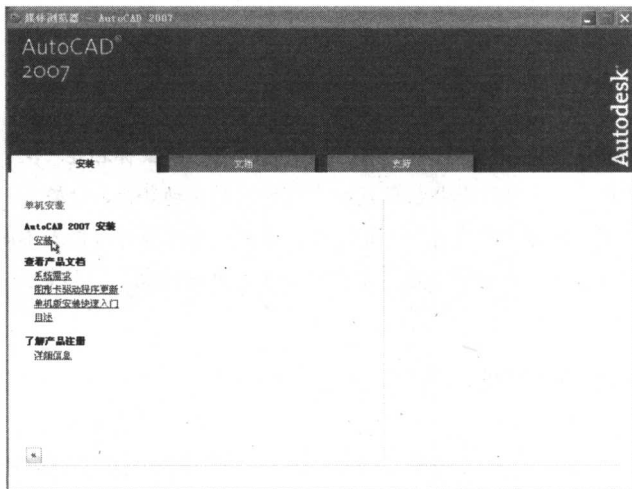 媒体浏览器 - AutoCAD 2007
AutoCAD®
2007
Autodesk
安装
文档
支持
单机安装
AutoCAD 2007 安装
安装
查看产品文档
系统需求
图形卡驱动程序更新
单机版安装快速入门
自述
了解产品注册
详细信息
«